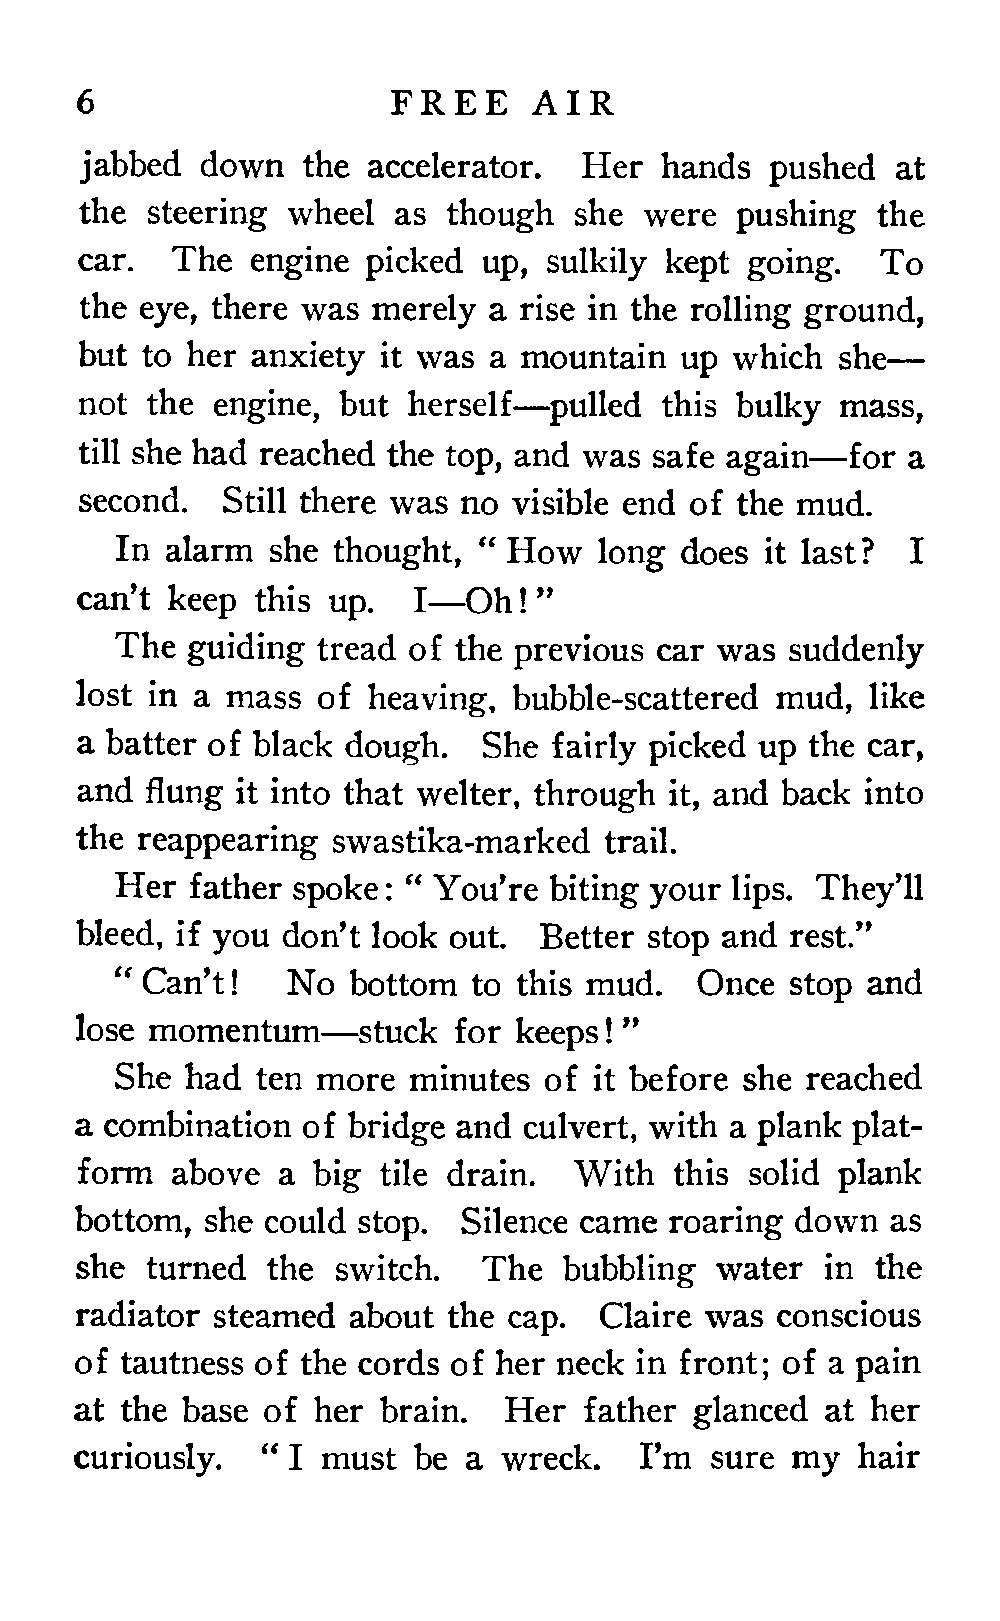 6 FREE AIR
jabbed down the accelerator. Her hands pushed at
the steering wheel as though she were pushing the
car. The engine picked up, sulkily kept going. To
the eye, there was merely a rise in the rolling ground,
but to her anxiety it was a mountain up which she—
not the engine, but herself—pulled this bulky mass,
till she had reached the top, and was safe again—for a
second. Still there was no visible end of the mud.
In alarm she thought, “ How long does it last? I
can’t keep this up. I—Oh! ”
The guiding tread of the previous car was suddenly
lost in a mass of heaving, bubble-scattered mud, like
a batter of black dough. She fairly picked up the car,
and flung it into that welter, through it, and back into
the reappearing swastika-marked trail.
Her father spoke: “ You’re biting your lips. They’ll
bleed, if you don’t look out. Better stop and rest.”
“ Can’t! No bottom to this mud. Once stop and
lose momentum—stuck for keeps! ”
She had ten more minutes of it before she reached
a combination of bridge and culvert, with a plank plat-
form above a big tile drain. With this solid plank
bottom, she could stop. Silence came roaring down as
she turned the switch. The bubbling water in the
radiator steamed about the cap. Claire was conscious
of tautness of the cords of her neck in front; of a pain
at the base of her brain. Her father glanced at her
curiously. “ I must be a wreck. I’m sure my hair